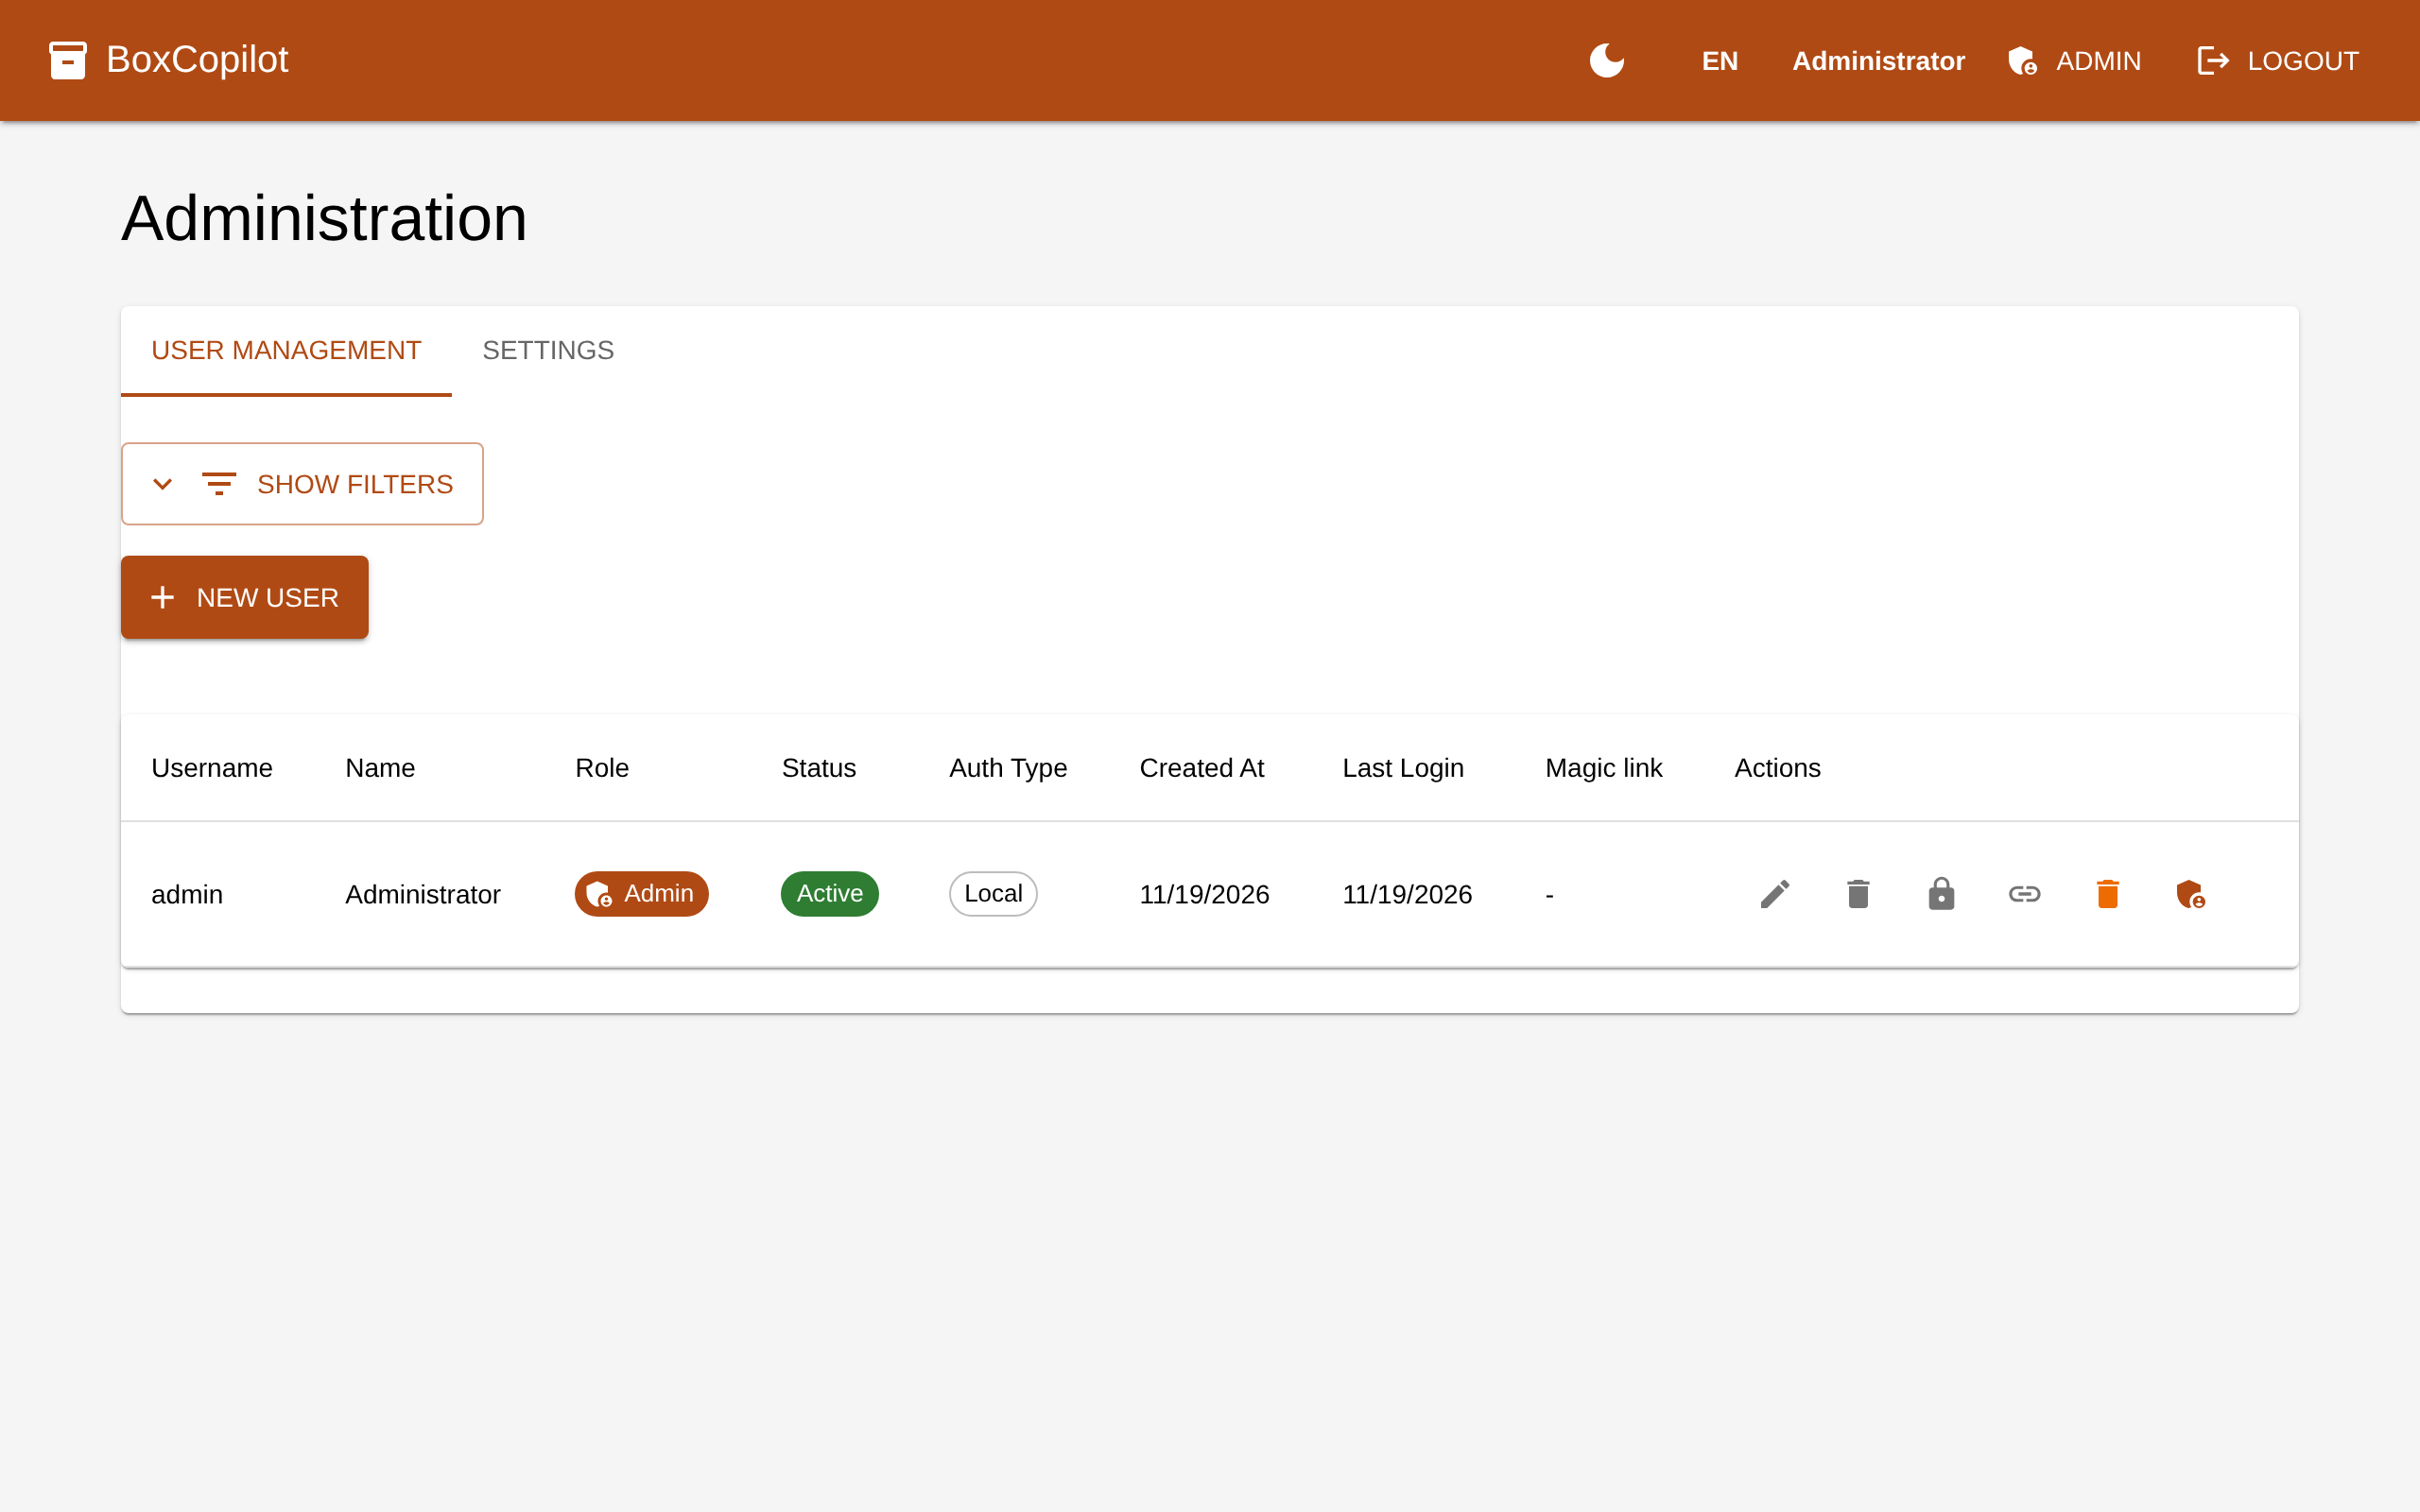 BoxCopilot EN Administrator ADMIN LOGOUT
Administration
USER MANAGEMENT SETTINGS
SHOW FILTERS
NEW USER
Username Name Role Status Auth Type Created At Last Login Magic link Actions
admin Administrator Admin Active Local 11/19/2026 11/19/2026 -